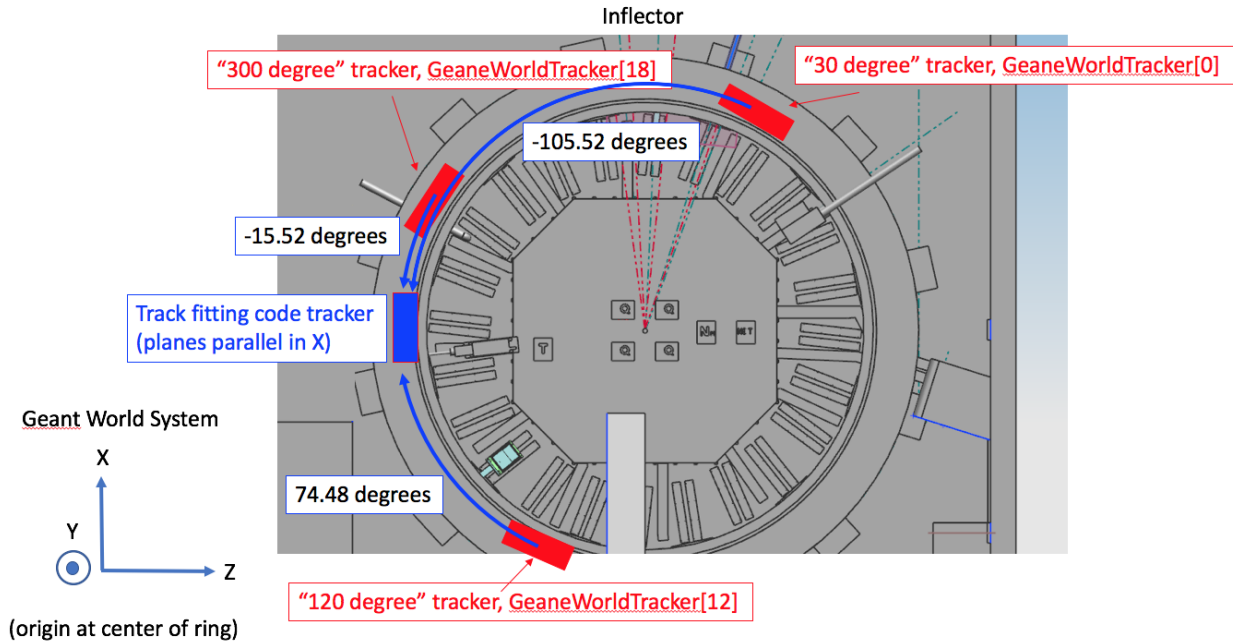 Inflector
“300 degree” tracker, GeaneWorldTracker[18]
“30 degree” tracker, GeaneWorldTracker[0]
-105.52 degrees
-15.52 degrees
Track fitting code tracker
(planes parallel in X)
Q
Q
Q
Q
T
Geant World System
X
Y
Z
74.48 degrees
“120 degree” tracker, GeaneWorldTracker[12]
(origin at center of ring)